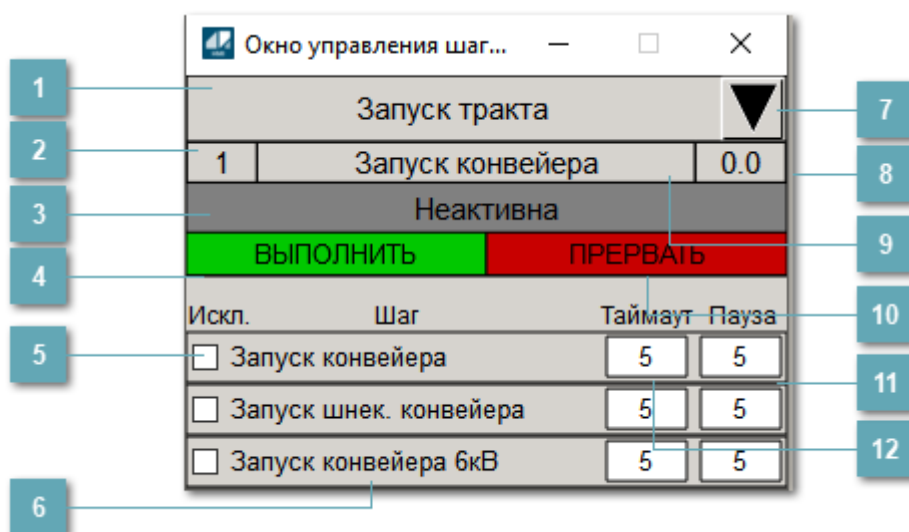 Окно управления шаг...
1
Запуск тракта
7
2
1 Запуск конвейера 0.0
8
3
Неактивна
9
4
ВЫПОЛНИТЬ ПРЕРВАТЬ
10
Искл. Шаг Таймаут Пауза
5
Запуск конвейера 5 5
11
Запуск шнек. конвейера 5 5
12
Запуск конвейера 6кВ 5 5
6